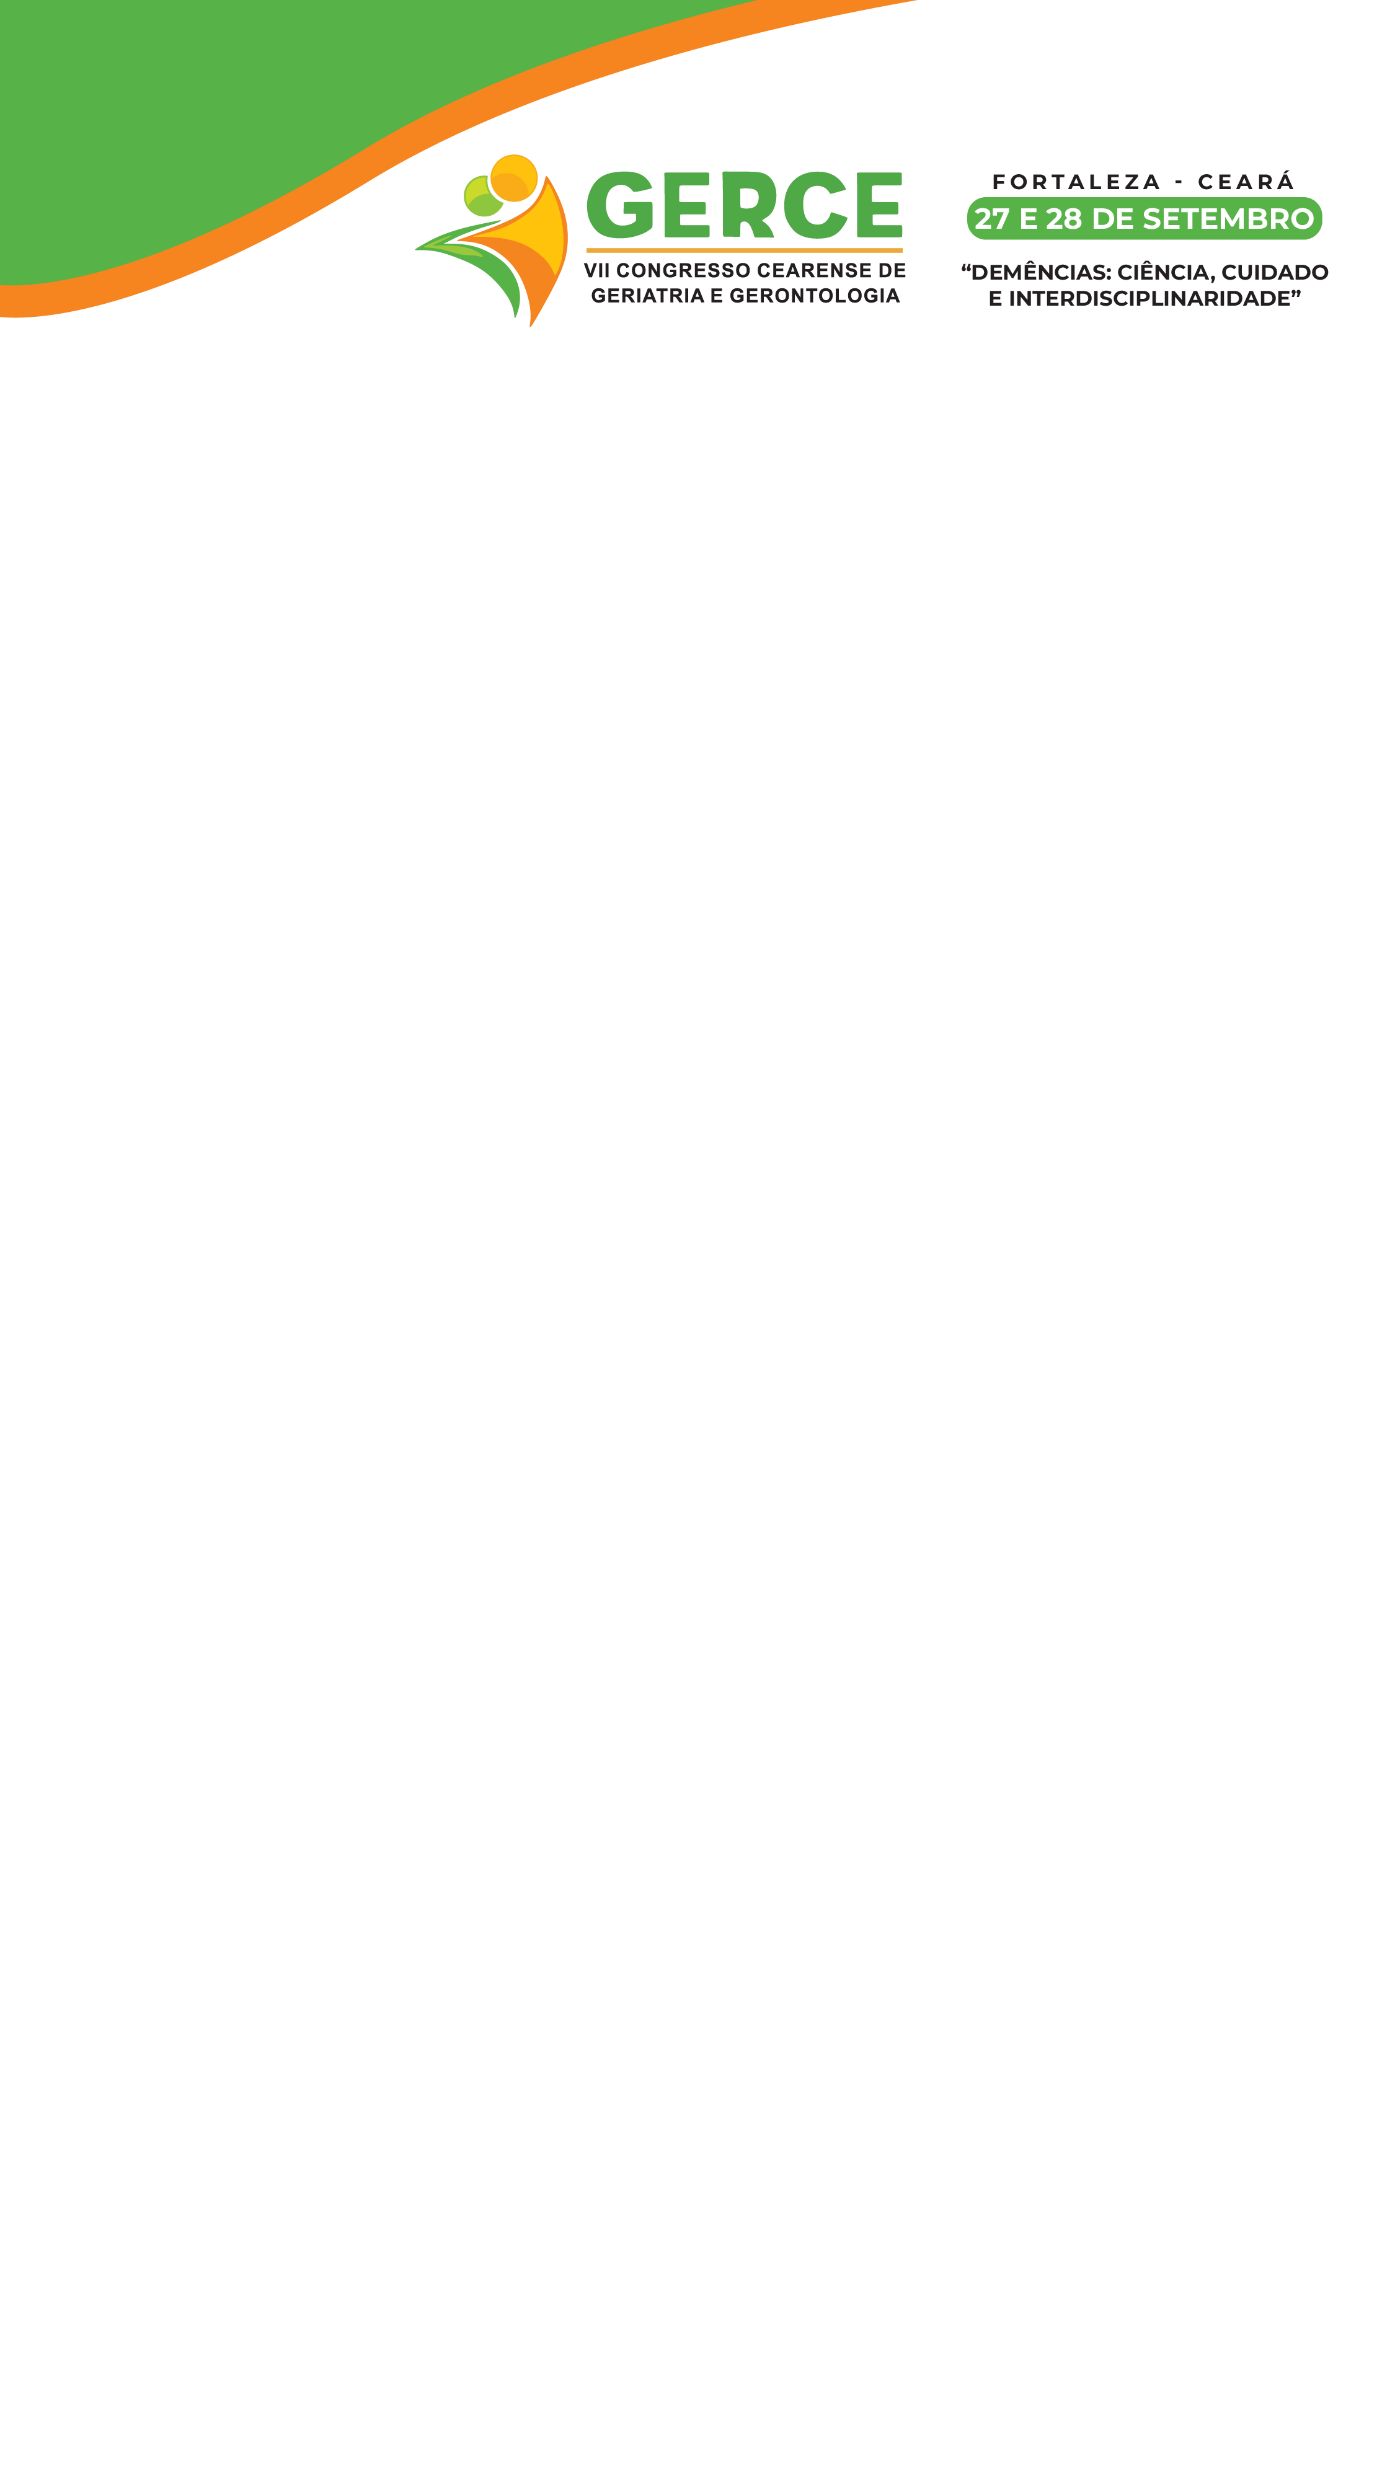 GERCE
VII CONGRESSO CEARENSE DE
GERIATRIA E GERONTOLOGIA
FORTALEZA - CEARÁ
27 E 28 DE SETEMBRO
“DEMÊNCIAS: CIÊNCIA, CUIDADO
E INTERDISCIPLINARIDADE”